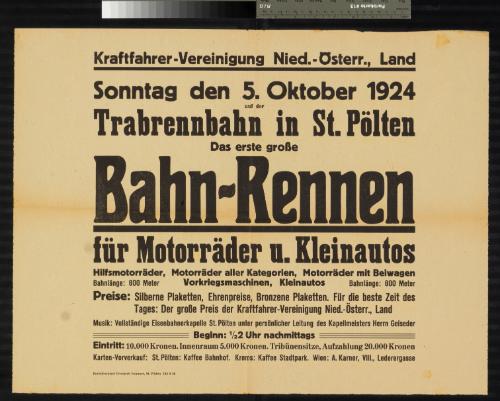 Kraftfahrer-Vereinigung Nied.-Österr., Land
Sonntag den 5. Oktober 1924
auf der
Trabrennbahn in St. Pölten
Das erste große
Bahn-Rennen
für Motorräder u. Kleinautos
Hilfsmotorräder, Motorräder aller Kategorien, Motorräder mit Beiwagen
Bahnlänge: 800 Meter Vorkriegsmaschinen, Kleinautos Bahnlänge: 800 Meter
Preise: Silberne Plaketten, Ehrenpreise, Bronzene Plaketten. Für die beste Zeit des
Tages: Der große Preis der Kraftfahrer-Vereinigung Nied.-Österr., Land
Musik: Vollständige Eisenbahnerkapelle St. Pölten unter persönlicher Leitung des Kapellmeisters Herrn Geiseder
Beginn: ½2 Uhr nachmittags
Eintritt: 10.000 Kronen. Innenraum 5.000 Kronen. Tribünensitze, Aufzahlung 20.000 Kronen
Karten-Vorverkauf: St. Pölten: Kaffee Bahnhof. Krems: Kaffee Stadtpark. Wien: A. Karner, VIII., Lederergasse